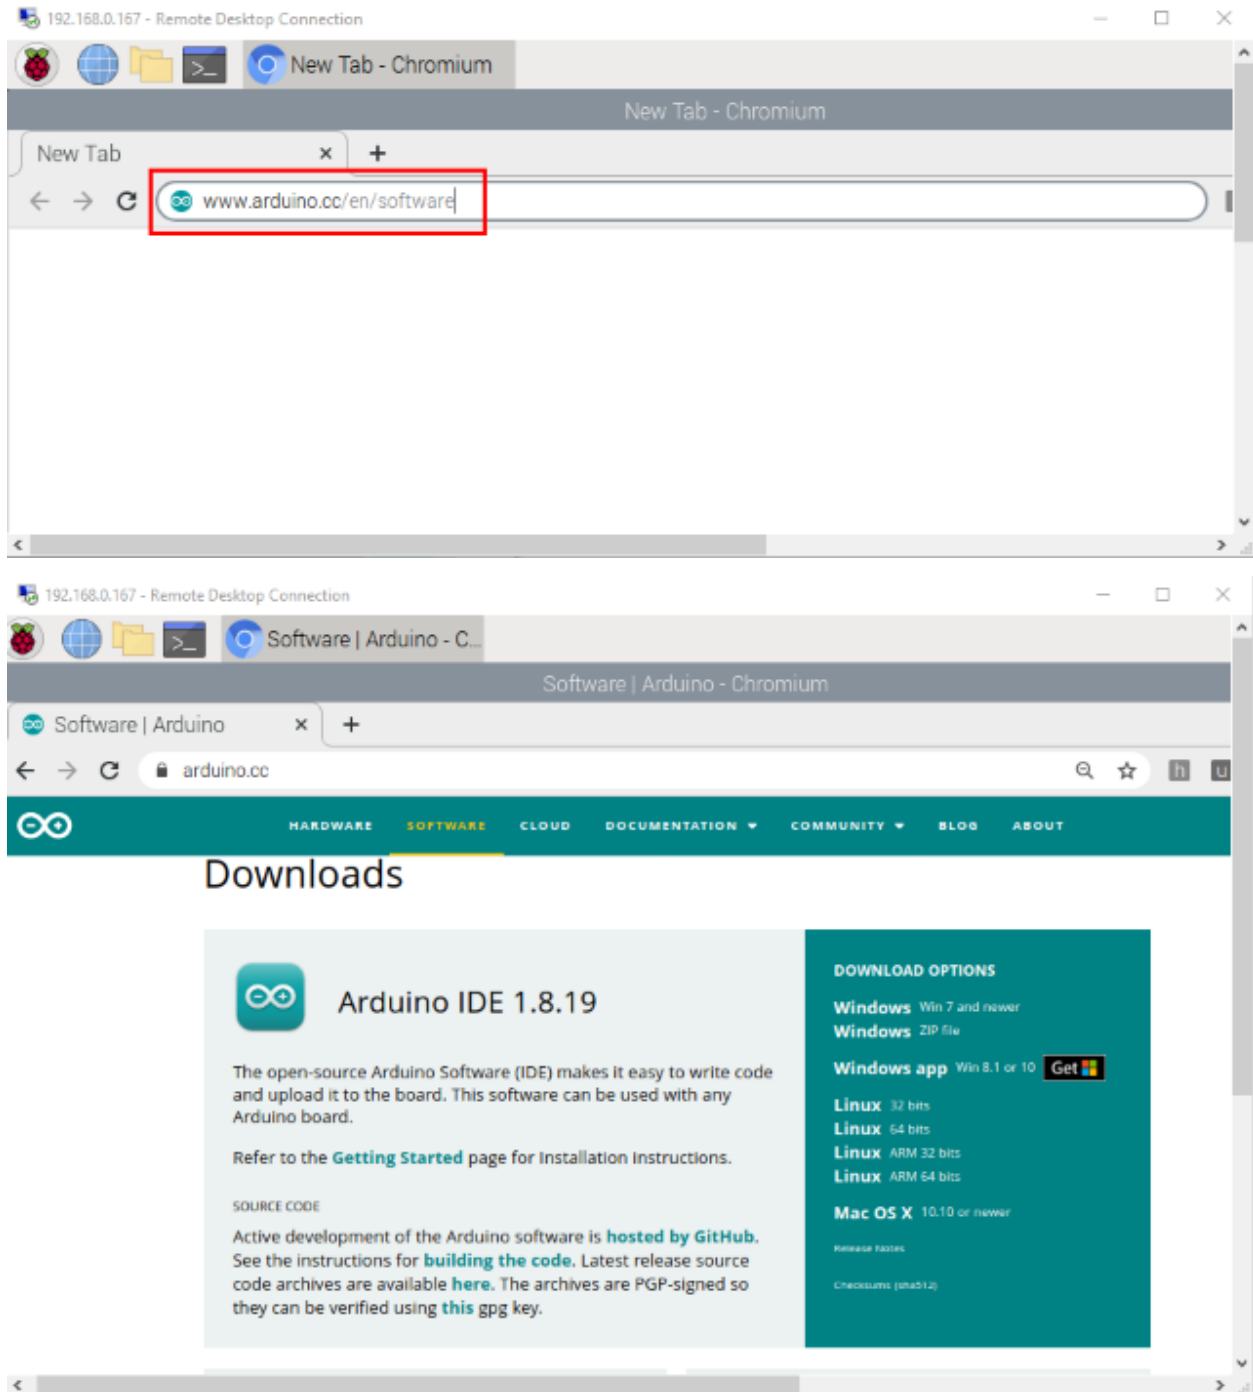 192.168.0.167 - Remote Desktop Connection
New Tab - Chromium
New Tab - Chromium
New Tab
www.arduino.cc/en/software
192.168.0.167 - Remote Desktop Connection
Software | Arduino - C...
Software | Arduino - Chromium
Software | Arduino
arduino.cc
HARDWARE SOFTWARE CLOUD DOCUMENTATION COMMUNITY BLOG ABOUT
Downloads
Arduino IDE 1.8.19
The open-source Arduino Software (IDE) makes it easy to write code
and upload it to the board. This software can be used with any
Arduino board.
Refer to the Getting Started page for Installation instructions.
SOURCE CODE
Active development of the Arduino software is hosted by GitHub.
See the instructions for building the code. Latest release source
code archives are available here. The archives are PGP-signed so
they can be verified using this gpg key.
DOWNLOAD OPTIONS
Windows Win 7 and newer
Windows ZIP file
Windows app Win 8.1 or 10 Get
Linux 32 bits
Linux 64 bits
Linux ARM 32 bits
Linux ARM 64 bits
Mac OS X 10.10 or newer
Release Notes
Checksums (sha512)